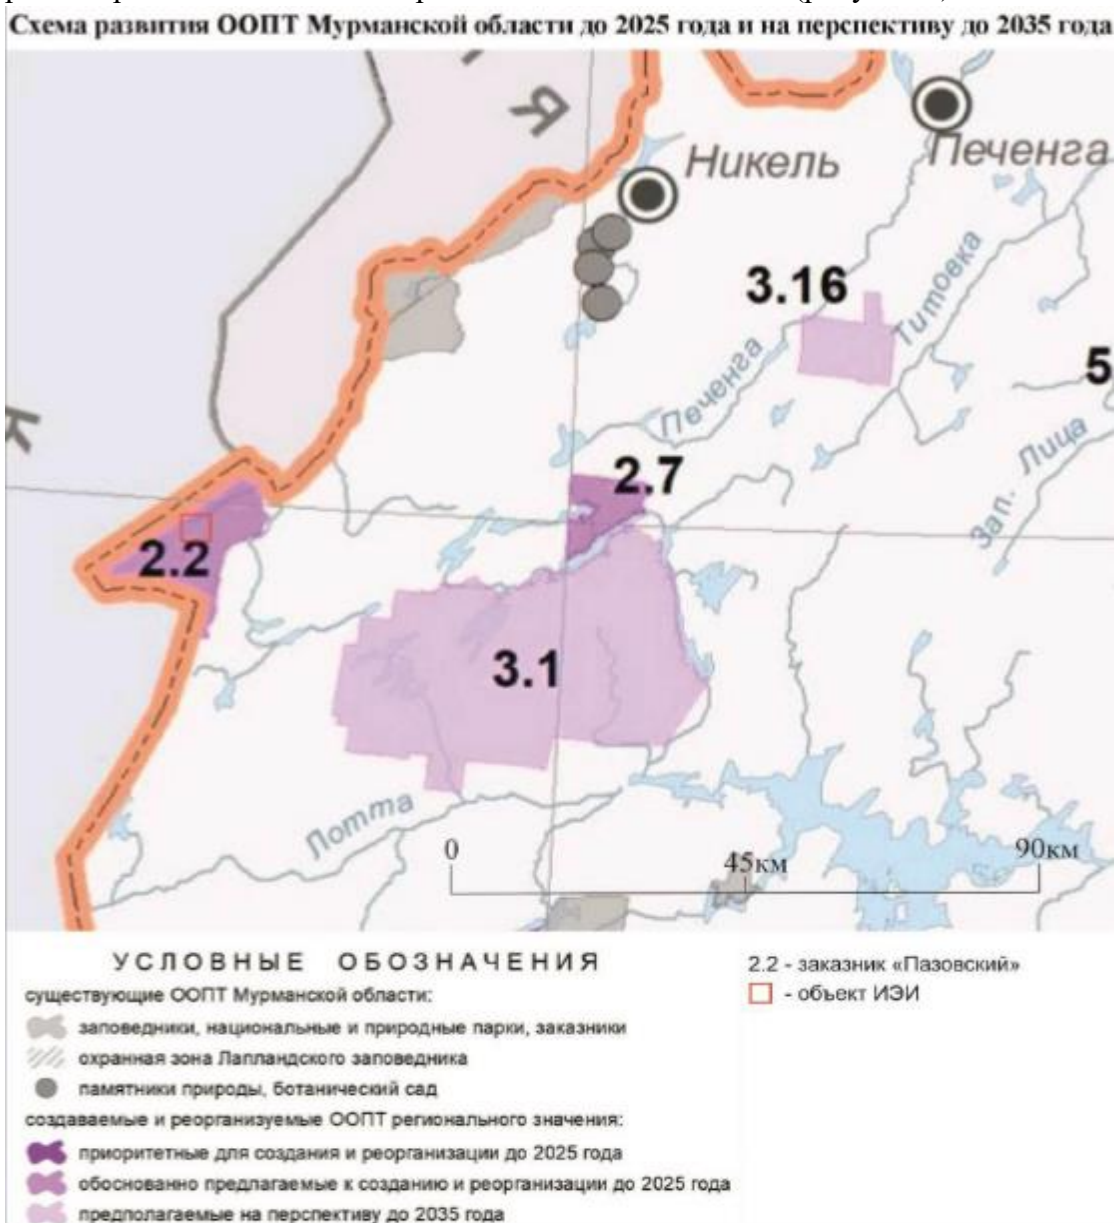 Схема развития ООПТ Мурманской области до 2025 года и на перспективу до 2035 года
Я
Никель
Печенга
3.16
Титовка
Печенга
5
К
Зап. Лица
2.7
2.2
3.1
Лотта
0
45км
90км
УСЛОВНЫЕ ОБОЗНАЧЕНИЯ
существующие ООПТ Мурманской области:
заповедники, национальные и природные парки, заказники
охранная зона Лапландского заповедника
памятники природы, ботанический сад
создаваемые и реорганизуемые ООПТ регионального значения:
приоритетные для создания и реорганизации до 2025 года
обоснованно предлагаемые к созданию и реорганизации до 2025 года
предполагаемые на перспективу до 2035 года
2.2 - заказник «Пазовский»
- объект ИЭИ